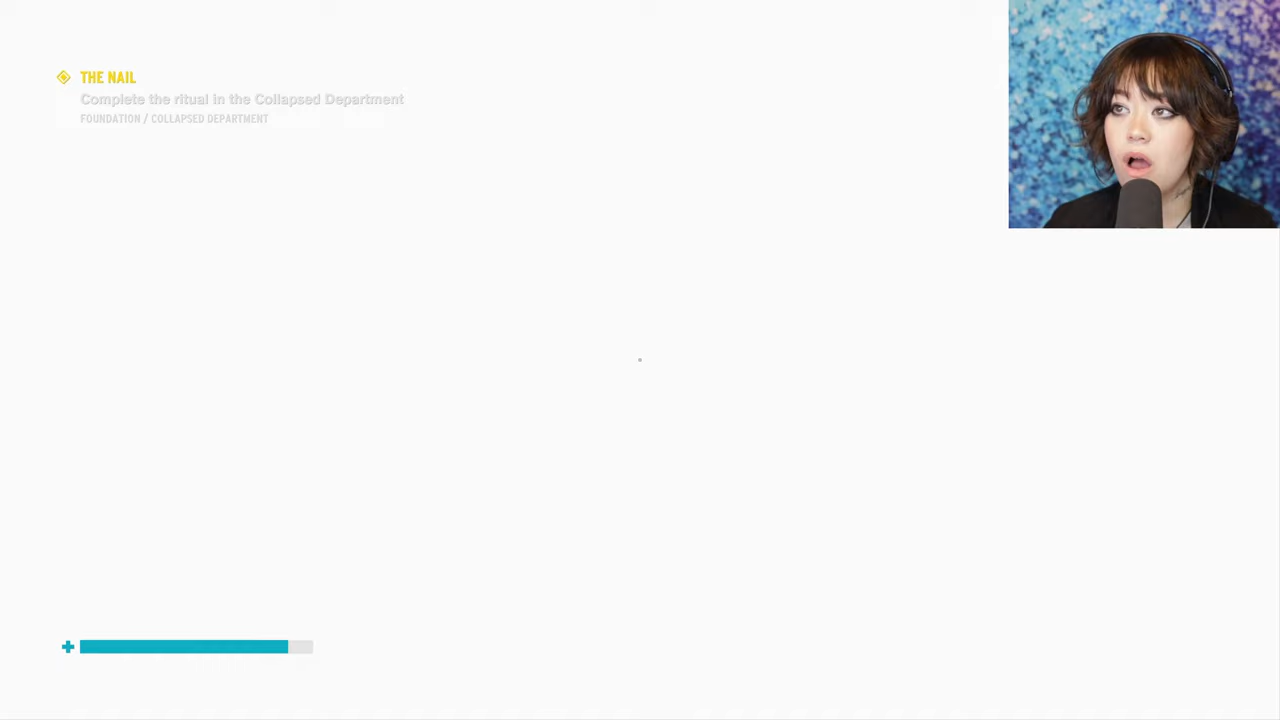 THE NAIL
Complete the ritual in the Collapsed Department
FOUNDATION / COLLAPSED DEPARTMENT